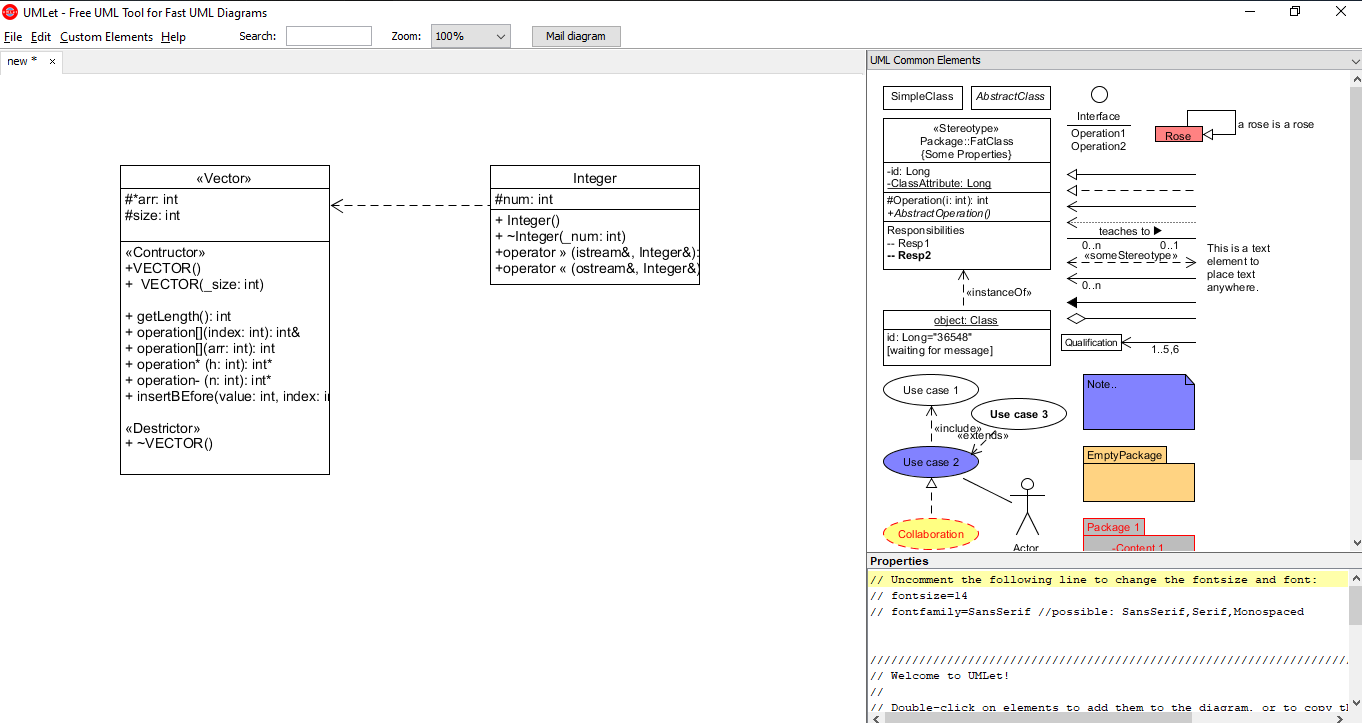 UMLet - Free UML Tool for Fast UML Diagrams
File Edit Custom Elements Help Search: Zoom: 100% Mail diagram
new *
«Vector»
#*arr: int
#size: int
«Contructor»
+VECTOR()
+ VECTOR(_size: int)
+ getLength(): int
+ operation[](index: int): int&
+ operation[](arr: int): int
+ operation* (h: int): int*
+ operation- (n: int): int*
+ insertBEfore(value: int, index: i
«Destrictor»
+ ~VECTOR()
Integer
#num: int
+ Integer()
+ ~Integer(_num: int)
+operator » (istream&, Integer&):
+operator « (ostream&, Integer&)
UML Common Elements
SimpleClass
AbstractClass
«Stereotype»
Package::FatClass
{Some Properties}
-id: Long
-ClassAttribute: Long
#Operation(i: int): int
+AbstractOperation()
Responsibilities
-- Resp1
-- Resp2
«instanceOf»
object: Class
id: Long="36548"
[waiting for message]
Use case 1
Use case 3
«include»
«extends»
Use case 2
Collaboration
Actor
Interface
Operation1
Operation2
Rose
a rose is a rose
teaches to
0..n 0..1
«someStereotype»
0..n
Qualification
1..5,6
This is a text
element to
place text
anywhere.
Note..
EmptyPackage
Package 1
-Content 1
Properties
// Uncomment the following line to change the fontsize and font:
// fontsize=14
// fontfamily=SansSerif //possible: SansSerif,Serif,Monospaced
////////////////////////////////////////////////////////////////////
// Welcome to UMLet!
//
// Double-click on elements to add them to the diagram, or to copy th